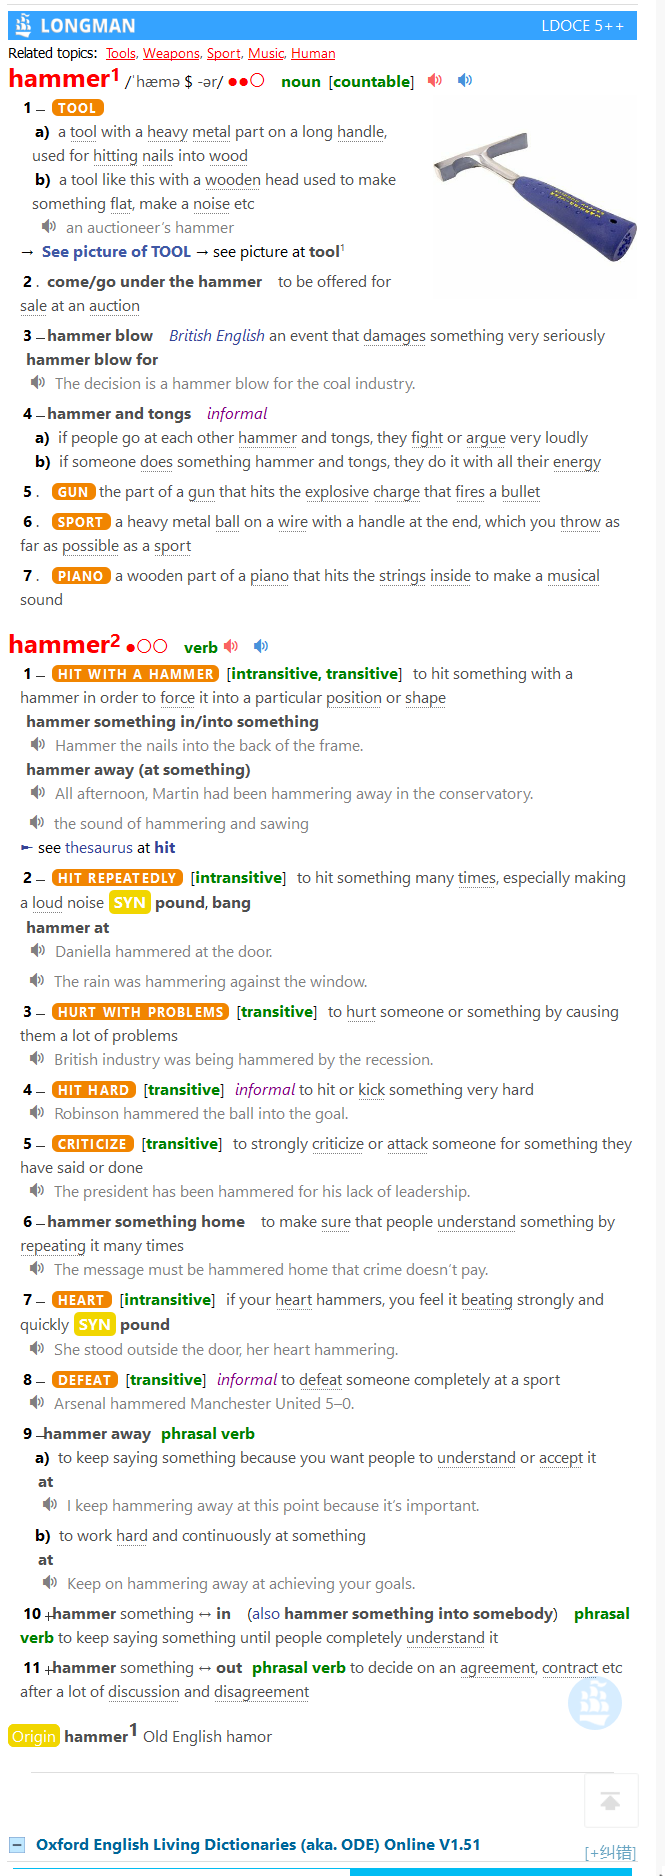 LONGMAN LDOCE 5++
Related topics: Tools, Weapons, Sport, Music, Human
hammer1 /ˈhæmə $ -ər/ ●●○ noun [countable]
1 – TOOL
a) a tool with a heavy metal part on a long handle,
used for hitting nails into wood
b) a tool like this with a wooden head used to make
something flat, make a noise etc
an auctioneer’s hammer
→ See picture of TOOL → see picture at tool1
2 . come/go under the hammer to be offered for
sale at an auction
3 – hammer blow British English an event that damages something very seriously
hammer blow for
The decision is a hammer blow for the coal industry.
4 – hammer and tongs informal
a) if people go at each other hammer and tongs, they fight or argue very loudly
b) if someone does something hammer and tongs, they do it with all their energy
5 . GUN the part of a gun that hits the explosive charge that fires a bullet
6 . SPORT a heavy metal ball on a wire with a handle at the end, which you throw as
far as possible as a sport
7 . PIANO a wooden part of a piano that hits the strings inside to make a musical
sound
hammer2 ●○○ verb
1 – HIT WITH A HAMMER [intransitive, transitive] to hit something with a
hammer in order to force it into a particular position or shape
hammer something in/into something
Hammer the nails into the back of the frame.
hammer away (at something)
All afternoon, Martin had been hammering away in the conservatory.
the sound of hammering and sawing
► see thesaurus at hit
2 – HIT REPEATEDLY [intransitive] to hit something many times, especially making
a loud noise SYN pound, bang
hammer at
Daniella hammered at the door.
The rain was hammering against the window.
3 – HURT WITH PROBLEMS [transitive] to hurt someone or something by causing
them a lot of problems
British industry was being hammered by the recession.
4 – HIT HARD [transitive] informal to hit or kick something very hard
Robinson hammered the ball into the goal.
5 – CRITICIZE [transitive] to strongly criticize or attack someone for something they
have said or done
The president has been hammered for his lack of leadership.
6 – hammer something home to make sure that people understand something by
repeating it many times
The message must be hammered home that crime doesn’t pay.
7 – HEART [intransitive] if your heart hammers, you feel it beating strongly and
quickly SYN pound
She stood outside the door, her heart hammering.
8 – DEFEAT [transitive] informal to defeat someone completely at a sport
Arsenal hammered Manchester United 5–0.
9 –hammer away phrasal verb
a) to keep saying something because you want people to understand or accept it
at
I keep hammering away at this point because it’s important.
b) to work hard and continuously at something
at
Keep on hammering away at achieving your goals.
10 +hammer something ↔ in (also hammer something into somebody) phrasal
verb to keep saying something until people completely understand it
11 +hammer something ↔ out phrasal verb to decide on an agreement, contract etc
after a lot of discussion and disagreement
Origin hammer1 Old English hamor
Oxford English Living Dictionaries (aka. ODE) Online V1.51
[+纠错]